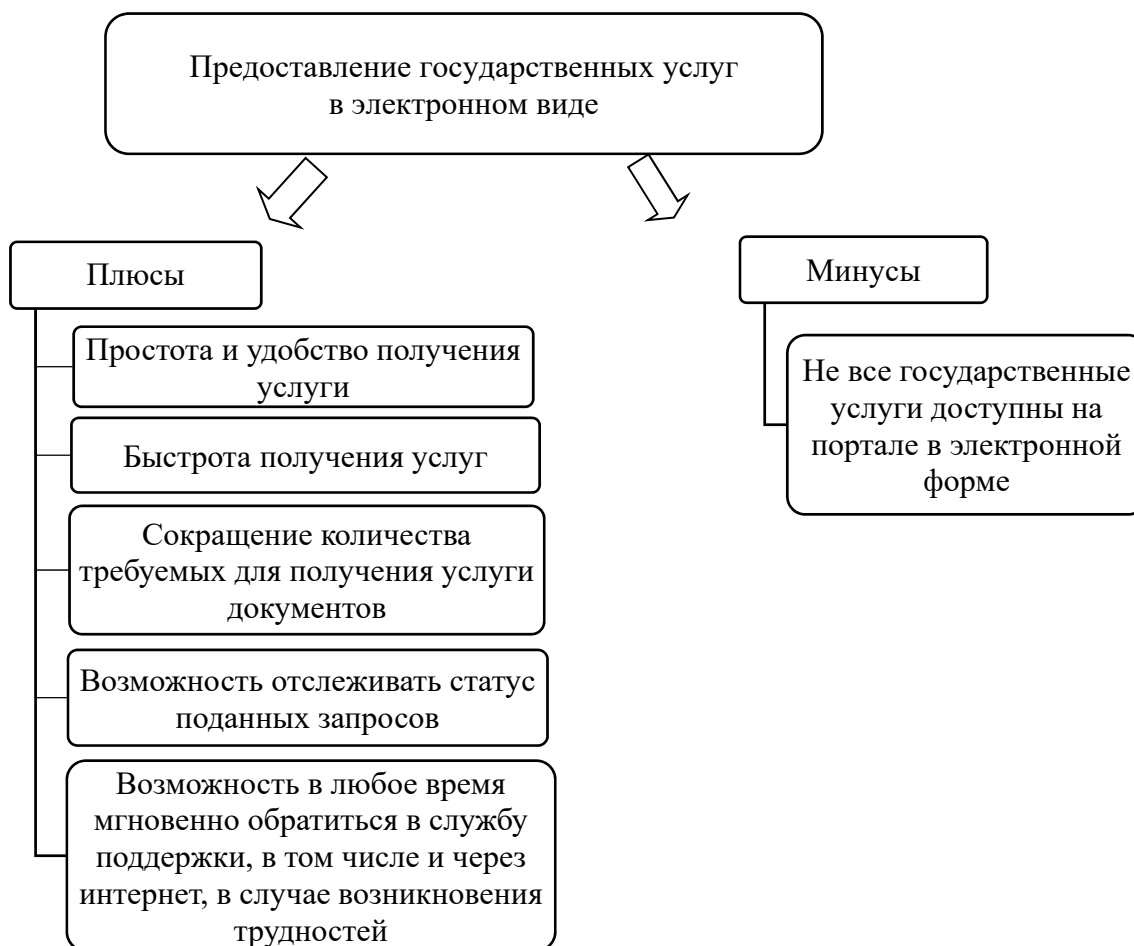 Предоставление государственных услуг
в электронном виде
Плюсы
Простота и удобство получения
услуги
Быстрота получения услуг
Сокращение количества
требуемых для получения услуги
документов
Возможность отслеживать статус
поданных запросов
Возможность в любое время
мгновенно обратиться в службу
поддержки, в том числе и через
интернет, в случае возникновения
трудностей
Минусы
Не все государственные
услуги доступны на
портале в электронной
форме